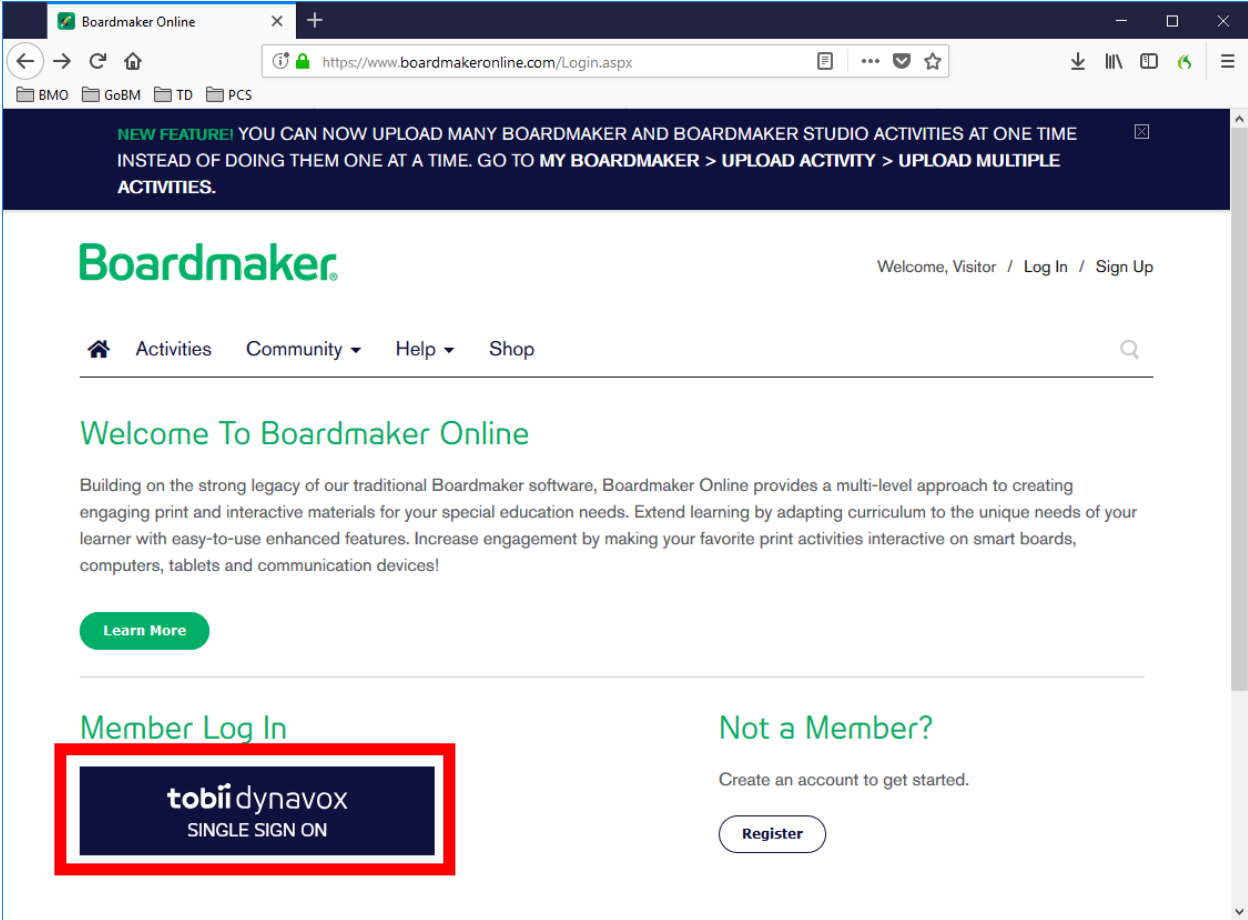 Boardmaker Online
https://www.boardmakeronline.com/Login.aspx
BMO GoBM TD PCS
NEW FEATURE! YOU CAN NOW UPLOAD MANY BOARDMAKER AND BOARDMAKER STUDIO ACTIVITIES AT ONE TIME
INSTEAD OF DOING THEM ONE AT A TIME. GO TO MY BOARDMAKER > UPLOAD ACTIVITY > UPLOAD MULTIPLE
ACTIVITIES.
Boardmaker®
Welcome, Visitor / Log In / Sign Up
Activities Community Help Shop
Welcome To Boardmaker Online
Building on the strong legacy of our traditional Boardmaker software, Boardmaker Online provides a multi-level approach to creating
engaging print and interactive materials for your special education needs. Extend learning by adapting curriculum to the unique needs of your
learner with easy-to-use enhanced features. Increase engagement by making your favorite print activities interactive on smart boards,
computers, tablets and communication devices!
Learn More
Member Log In
tobii dynavox
SINGLE SIGN ON
Not a Member?
Create an account to get started.
Register